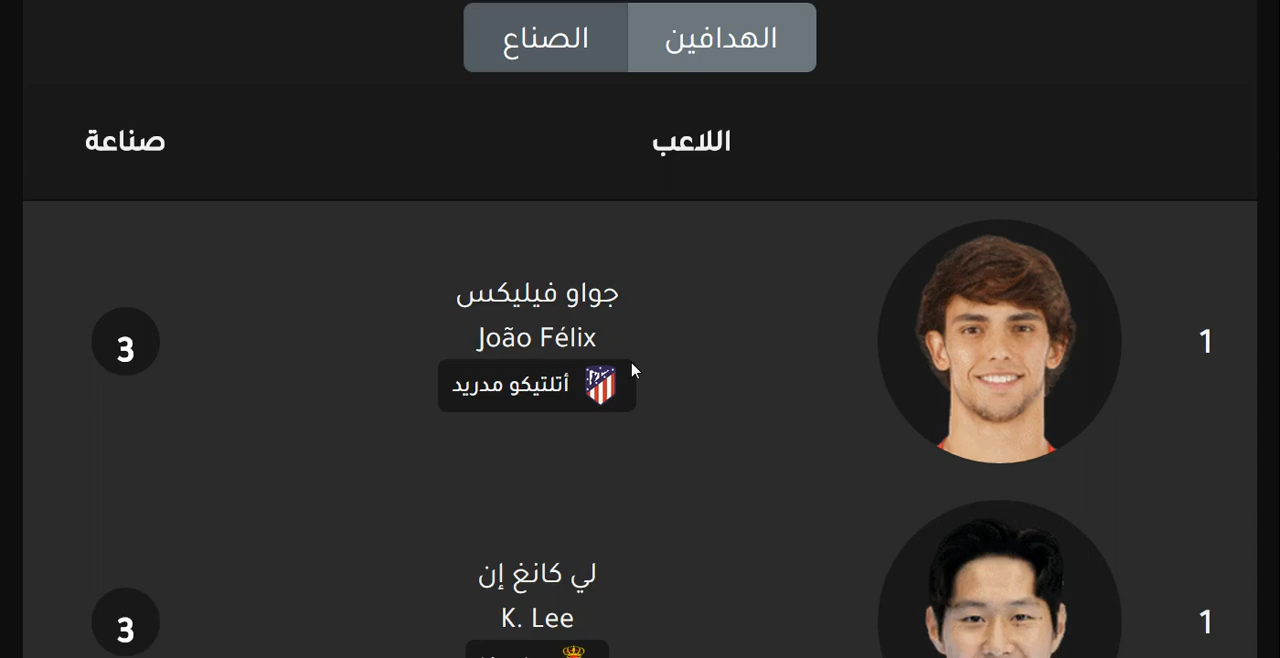 الهدافين
الصناع
اللاعب
صناعة
1
جواو فيليكس
João Félix
أتلتيكو مدريد
3
1
لي كانغ إن
K. Lee
3